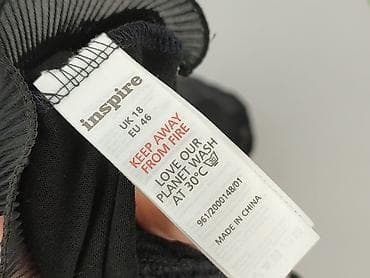 inspire
UK 18
EU 46
KEEP AWAY
FROM FIRE
LOVE OUR
PLANET WASH
AT 30°C
961/2000148/01
MADE IN CHINA